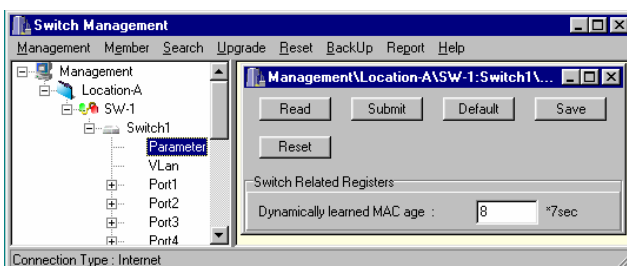 Switch Management
Management Member Search Upgrade Reset BackUp Report Help
Management
Location-A
SW-1
Switch1
Parameter
VLan
Port1
Port2
Port3
Port4
Management\Location-A\SW-1:Switch1\...
Read Submit Default Save
Reset
Switch Related Registers
Dynamically learned MAC age : 8 *7sec
Connection Type : Internet